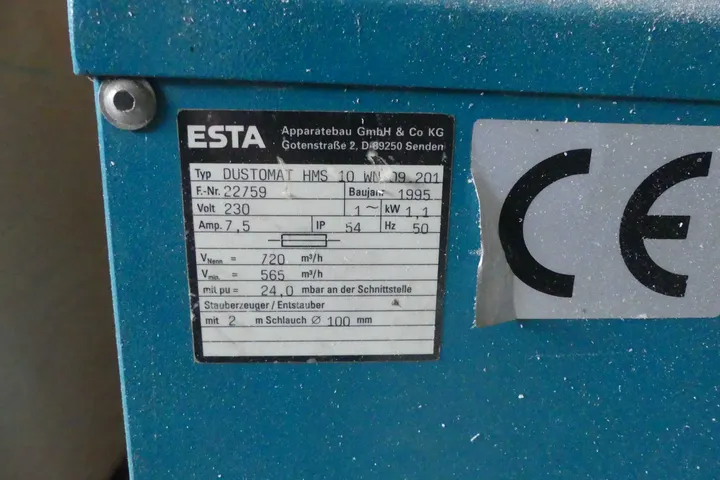 ESTA Apparatebau GmbH & Co KG
Gotenstraße 2, D-89250 Senden
Typ DUSTOMAT HMS 10 WN 09.201
F.-Nr. 22759 Baujahr 1995
Volt 230 1~ kW 1,1
Amp. 7,5 IP 54 Hz 50
VNenn = 720 m³/h
Vmin. = 565 m³/h
mit pu = 24,0 mbar an der Schnittstelle
Stauberzeuger / Entstauber
mit 2 m Schlauch Ø 100 mm
CE